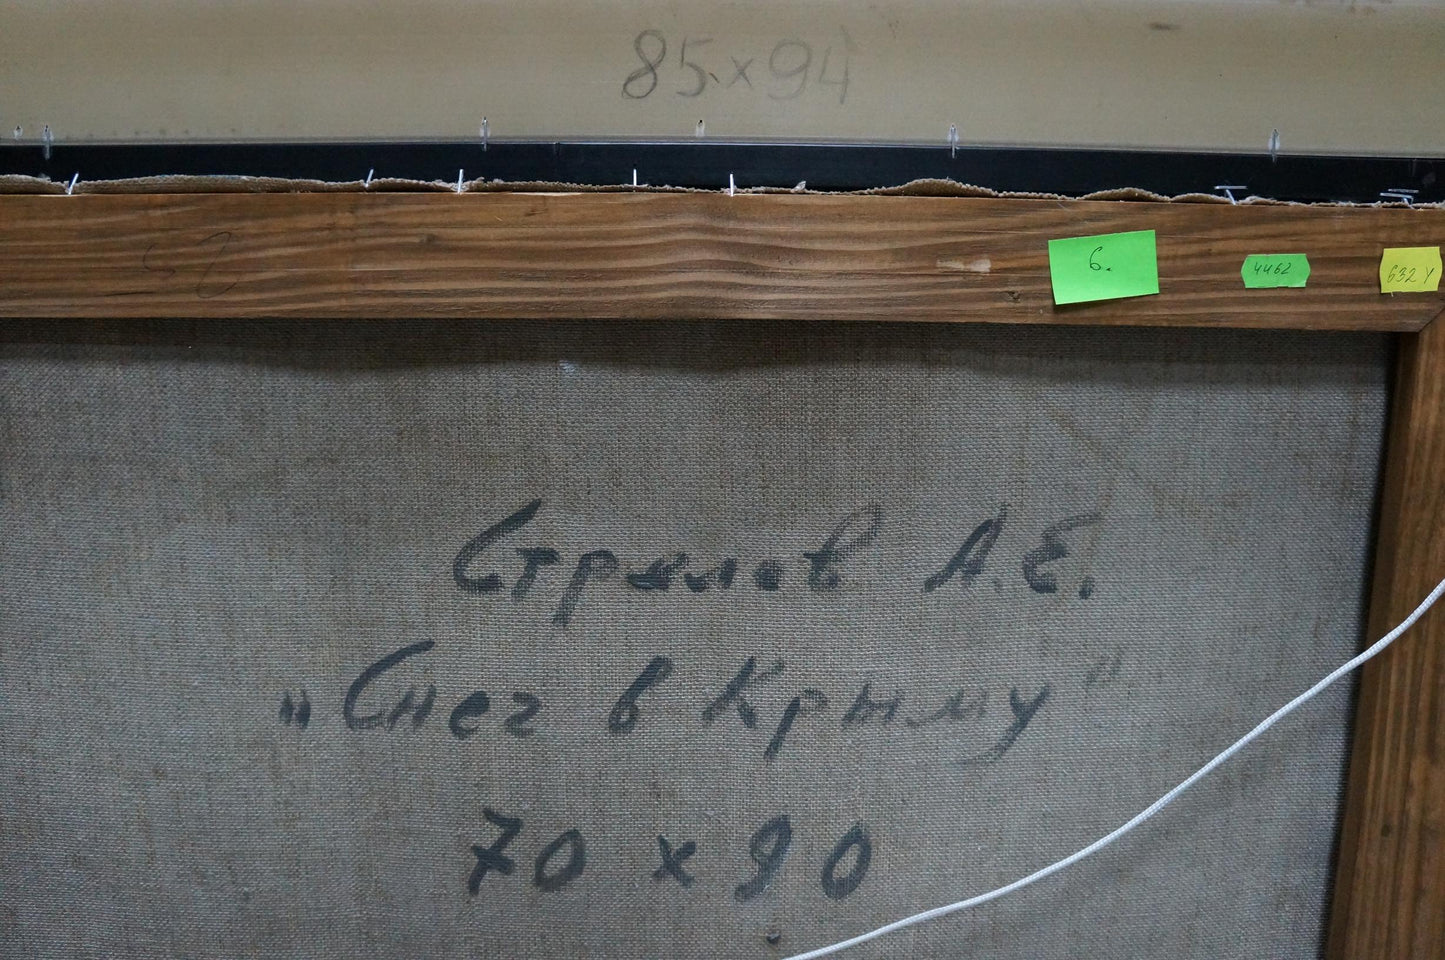 85 x 94
6.
4462
632 У
Стрелов А.Е.
„Снег в Крыму"
70 x 90